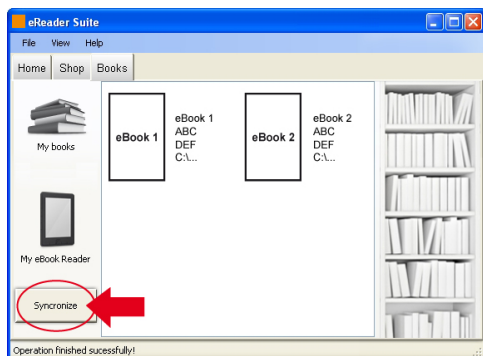 eReader Suite
File View Help
Home Shop Books
My books
eBook 1
eBook 1
ABC
DEF
C:\...
eBook 2
eBook 2
ABC
DEF
C:\...
My eBook Reader
Syncronize
Operation finished sucessfully!